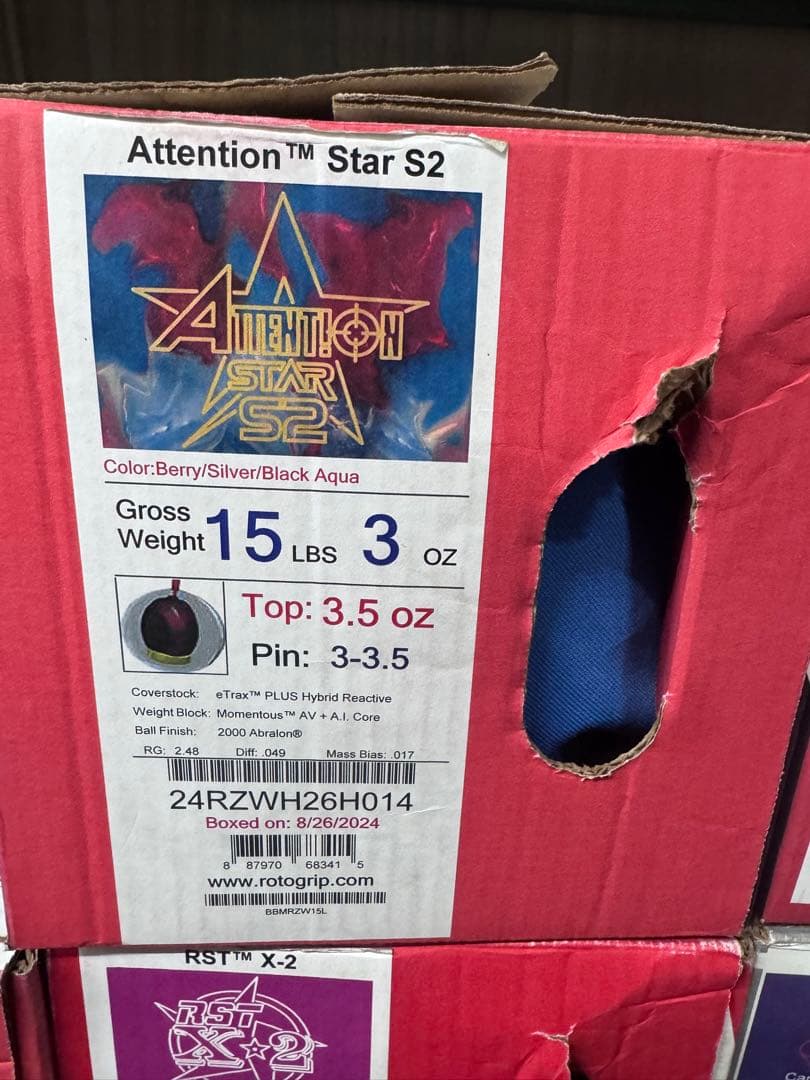 Attention™ Star S2
ATTENT!ON
STAR
S2
Color:Berry/Silver/Black Aqua
Gross Weight 15 LBS 3 OZ
Top: 3.5 oz
Pin: 3-3.5
Coverstock: eTrax™ PLUS Hybrid Reactive
Weight Block: Momentous™ AV + A.I. Core
Ball Finish: 2000 Abralon®
RG: 2.48 Diff: .049 Mass Bias: .017
24RZWH26H014
Boxed on: 8/26/2024
8 87970 68341 5
www.rotogrip.com
BBMRZW15L
RST™ X-2
RST
X★2